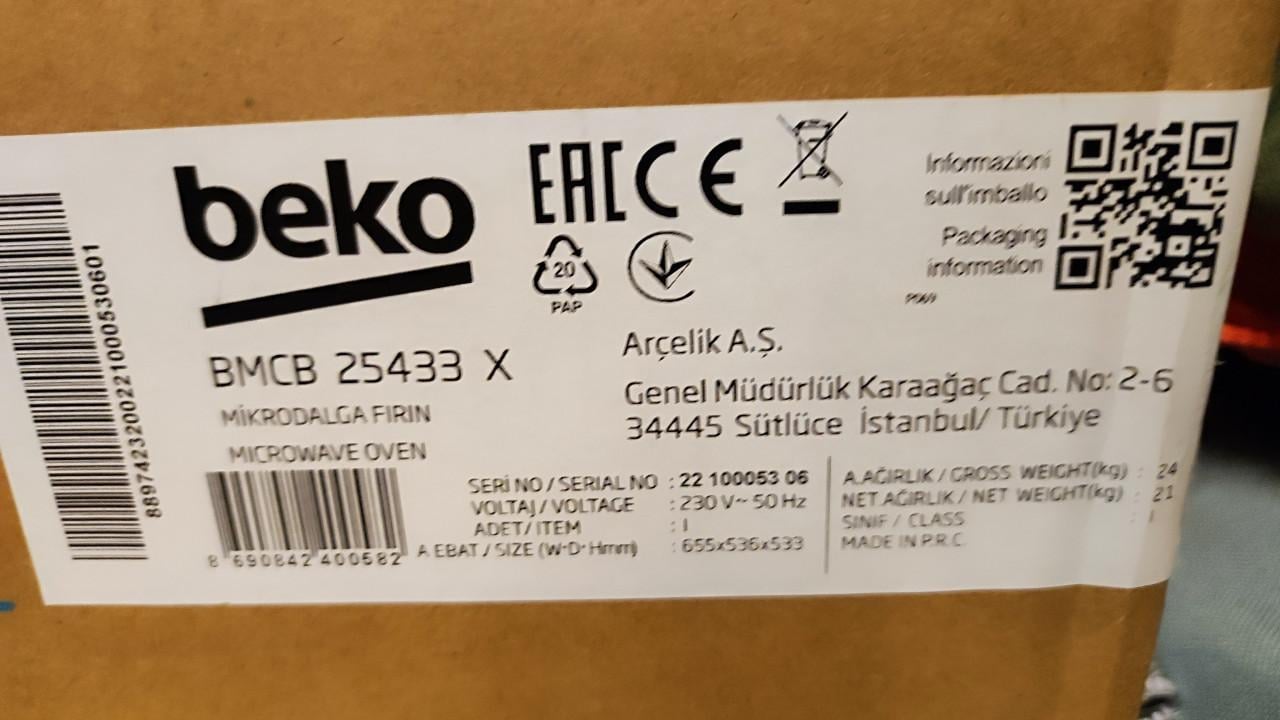 8897423200221000530601
beko
EAC CE
20
PAP
Informazioni
sull'imballo
Packaging
information
P069
BMCB 25433 X
MİKRODALGA FIRIN
MICROWAVE OVEN
8 690842 400582
Arçelik A.Ş.
Genel Müdürlük Karaağaç Cad. No: 2-6
34445 Sütlüce İstanbul/ Türkiye
SERİ NO / SERIAL NO : 22 100053 06
VOLTAJ / VOLTAGE : 230 V~ 50 Hz
ADET / ITEM : 1
A EBAT / SIZE (W*D*Hmm) : 655x536x533
A.AĞIRLIK / GROSS WEIGHT(kg) : 24
NET AĞIRLIK / NET WEIGHT(kg) : 21
SINIF / CLASS : I
MADE IN P.R.C.